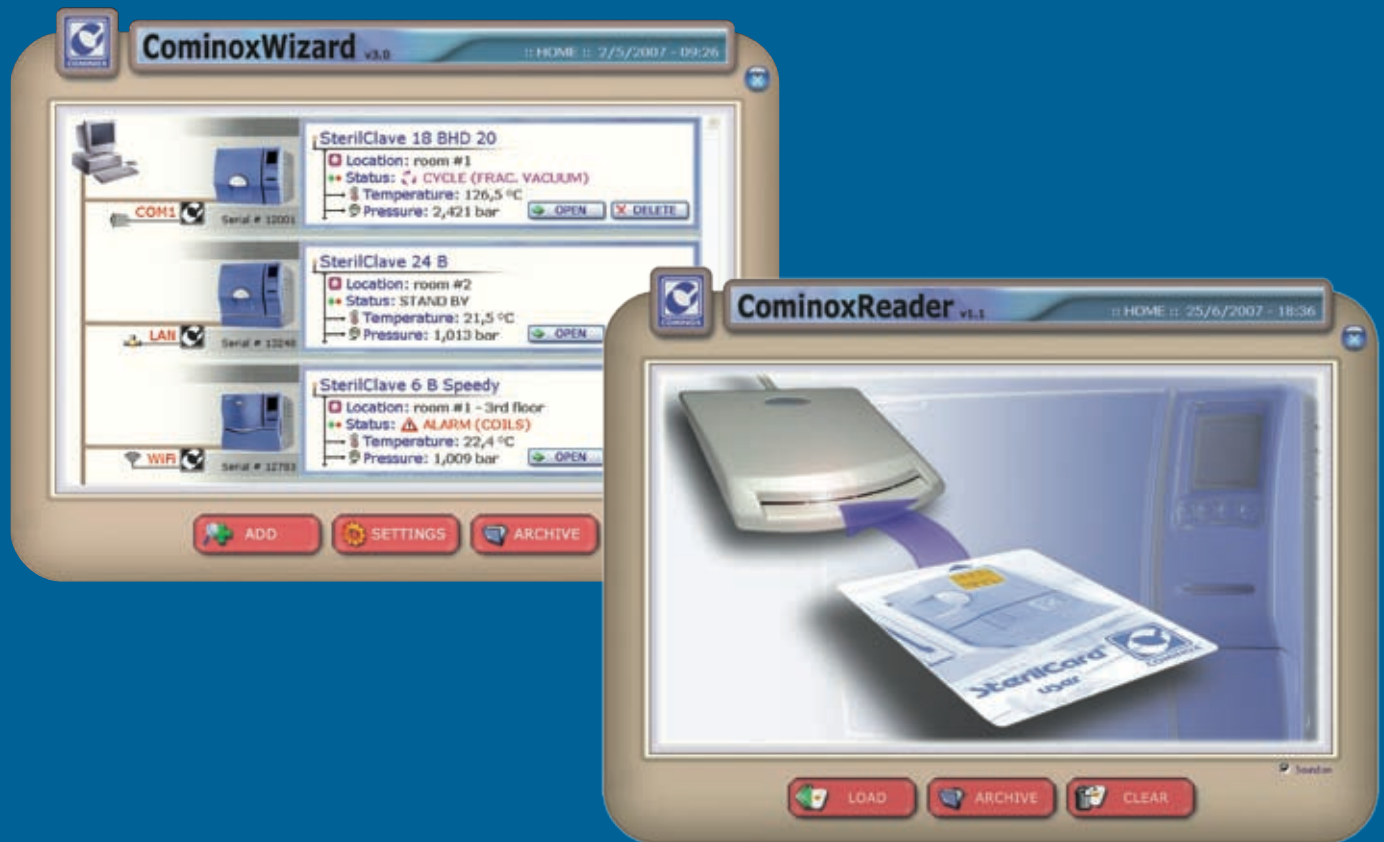 COMINOX
CominoxWizard v3.0
:: HOME :: 2/5/2007 - 09:26
SterilClave 18 BHD 20
Location: room #1
Status: CYCLE (FRAC. VACUUM)
Temperature: 126,5 °C
Pressure: 2,421 bar
OPEN
DELETE
COM1
Serial # 12001
SterilClave 24 B
Location: room #2
Status: STAND BY
Temperature: 21,5 °C
Pressure: 1,013 bar
OPEN
LAN
Serial # 13248
SterilClave 6 B Speedy
Location: room #1 - 3rd floor
Status: ALARM (COILS)
Temperature: 22,4 °C
Pressure: 1,009 bar
OPEN
WiFi
Serial # 12783
ADD
SETTINGS
ARCHIVE
COMINOX
CominoxReader v1.1
:: HOME :: 25/6/2007 - 18:36
SterilCard
user
COMINOX
Sound on
LOAD
ARCHIVE
CLEAR